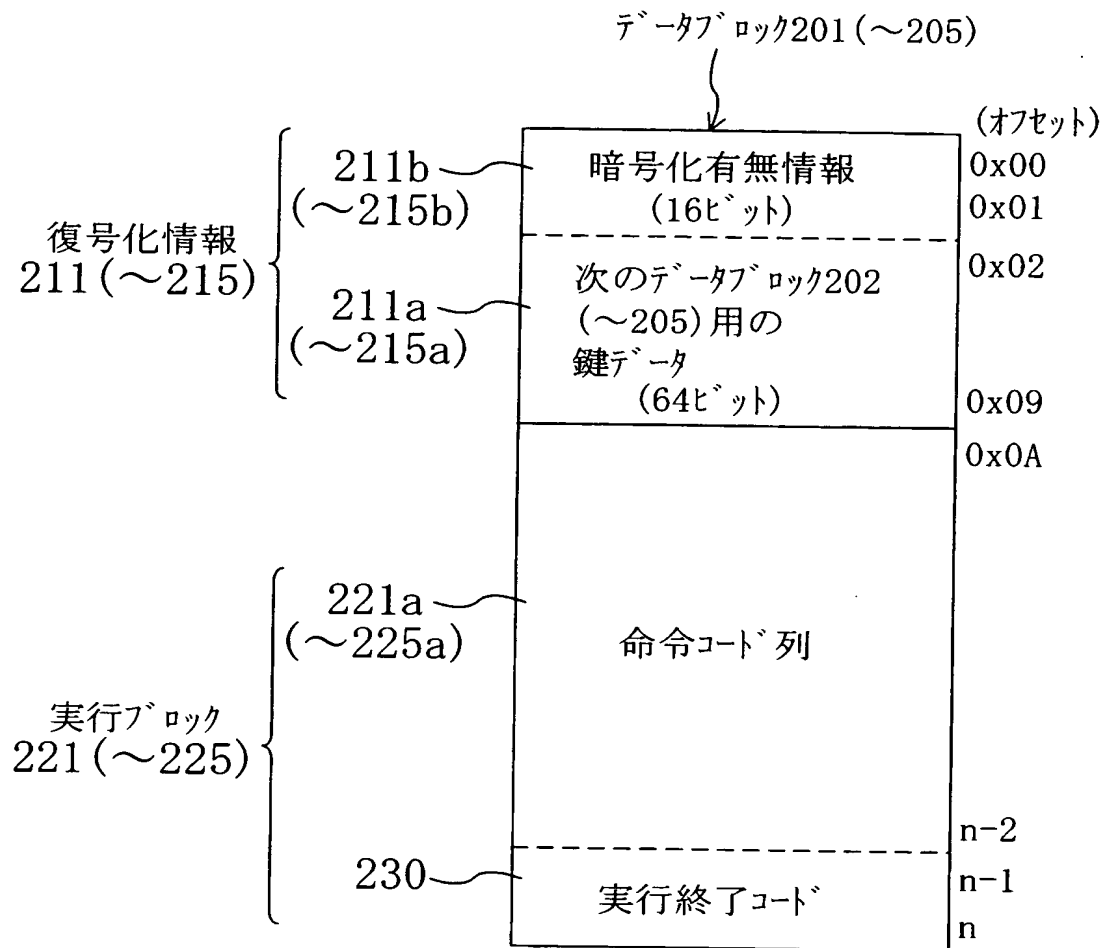 データブロック201(～205)
(オフセット)
復号化情報
211(～215)
211b
(～215b)
暗号化有無情報
(16ビット)
0x00
0x01
211a
(～215a)
次のデータブロック202
(～205)用の
鍵データ
(64ビット)
0x02
0x09
0x0A
実行ブロック
221(～225)
221a
(～225a)
命令コード列
n-2
230
実行終了コード
n-1
n